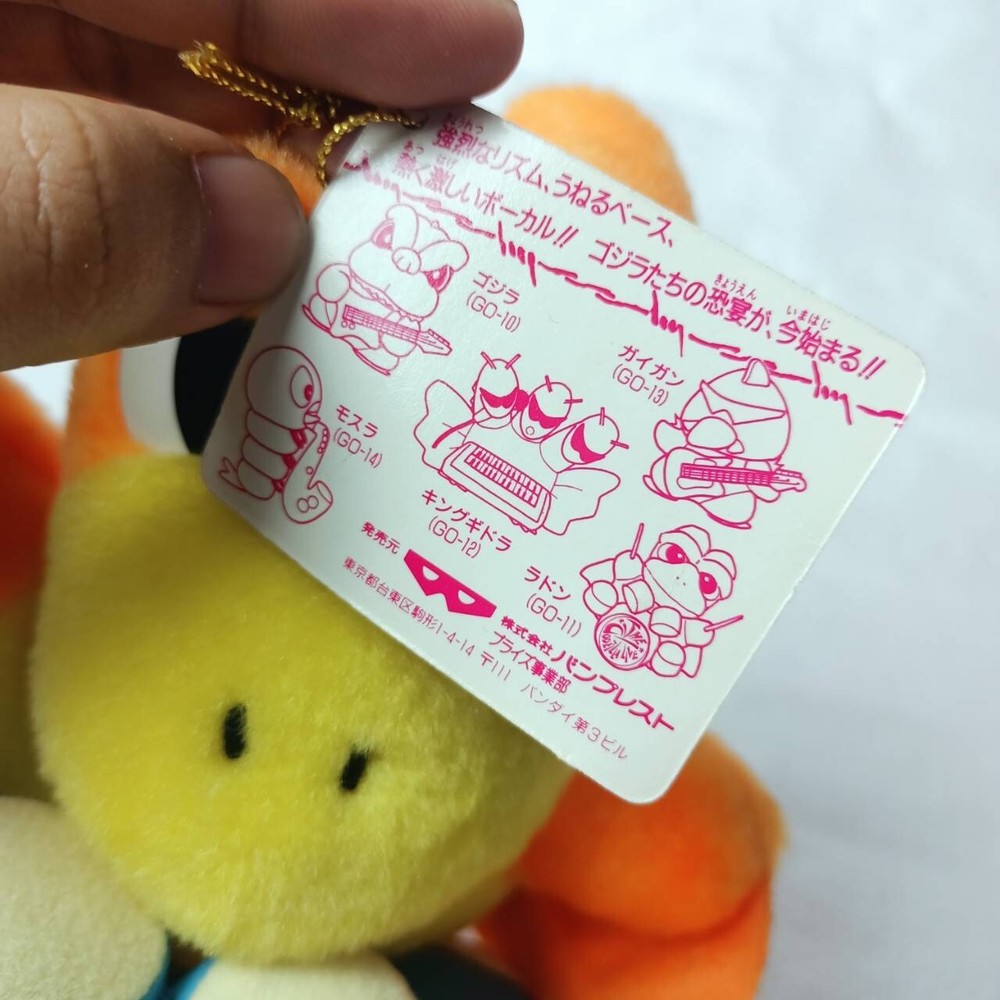 強烈なリズム、うねるベース、
熱く激しいボーカル!! ゴジラたちの恐宴が、今始まる!!
ゴジラ
(GO-10)
ガイガン
(GO-13)
モスラ
(GO-14)
キングギドラ
(GO-12)
ラドン
(GO-11)
発売元
株式会社バンプレスト
プライズ事業部
東京都台東区駒形1-4-14 〒111 バンダイ第3ビル